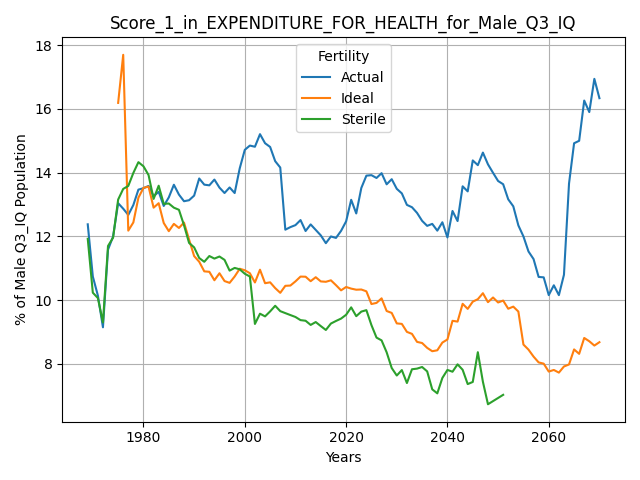 Score_1_in_EXPENDITURE_FOR_HEALTH_for_Male_Q3_IQ
Fertility
Actual
Ideal
Sterile
% of Male Q3_IQ Population
18
16
14
12
10
8
1980
2000
2020
2040
2060
Years